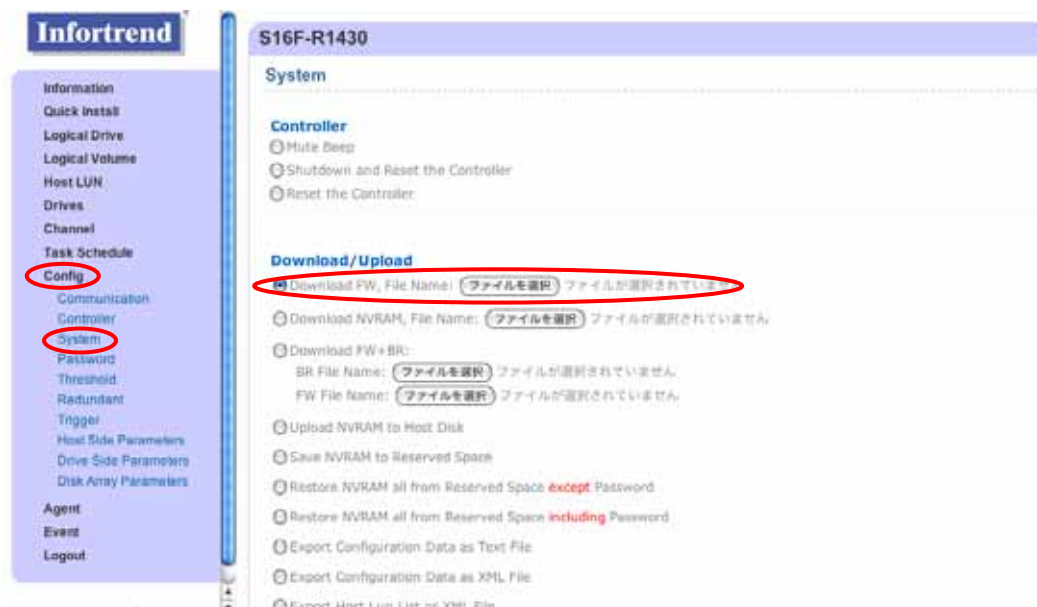 Infortrend
Information
Quick Install
Logical Drive
Logical Volume
Host LUN
Drives
Channel
Task Schedule
Config
Communication
Controller
System
Password
Threshold
Redundant
Trigger
Host Side Parameters
Drive Side Parameters
Disk Array Parameters
Agent
Event
Logout
S16F-R1430
System
Controller
Mute Beep
Shutdown and Reset the Controller
Reset the Controller
Download/Upload
Download FW, File Name: ファイルを選択 ファイルが選択されていません
Download NVRAM, File Name: ファイルを選択 ファイルが選択されていません
Download FW+BR:
BR File Name: ファイルを選択 ファイルが選択されていません
FW File Name: ファイルを選択 ファイルが選択されていません
Upload NVRAM to Host Disk
Save NVRAM to Reserved Space
Restore NVRAM all from Reserved Space except Password
Restore NVRAM all from Reserved Space including Password
Export Configuration Data as Text File
Export Configuration Data as XML File
Export Host Lun List as XML File